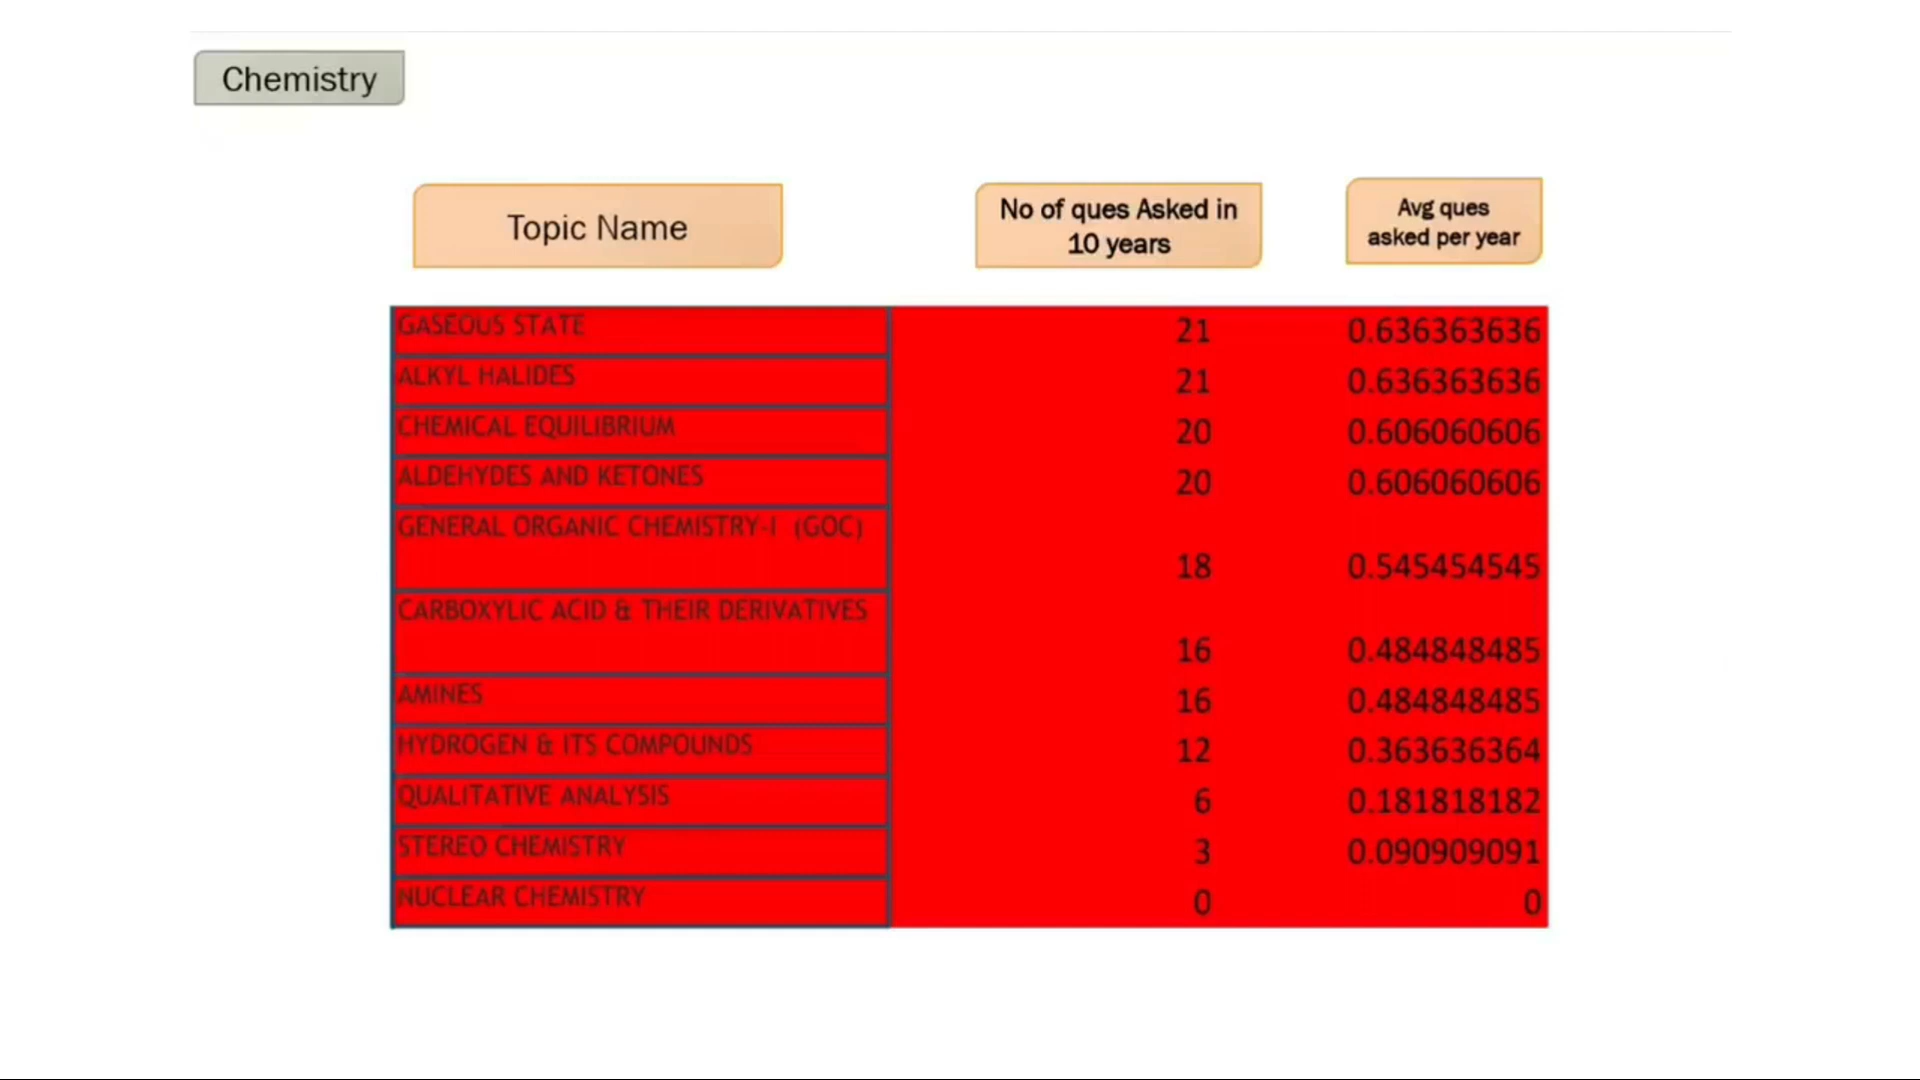 Chemistry
Topic Name
No of ques Asked in
10 years
Avg ques
asked per year
GASEOUS STATE 21 0.636363636
ALKYL HALIDES 21 0.636363636
CHEMICAL EQUILIBRIUM 20 0.606060606
ALDEHYDES AND KETONES 20 0.606060606
GENERAL ORGANIC CHEMISTRY-I (GOC) 18 0.545454545
CARBOXYLIC ACID & THEIR DERIVATIVES 16 0.484848485
AMINES 16 0.484848485
HYDROGEN & ITS COMPOUNDS 12 0.363636364
QUALITATIVE ANALYSIS 6 0.181818182
STEREO CHEMISTRY 3 0.090909091
NUCLEAR CHEMISTRY 0 0